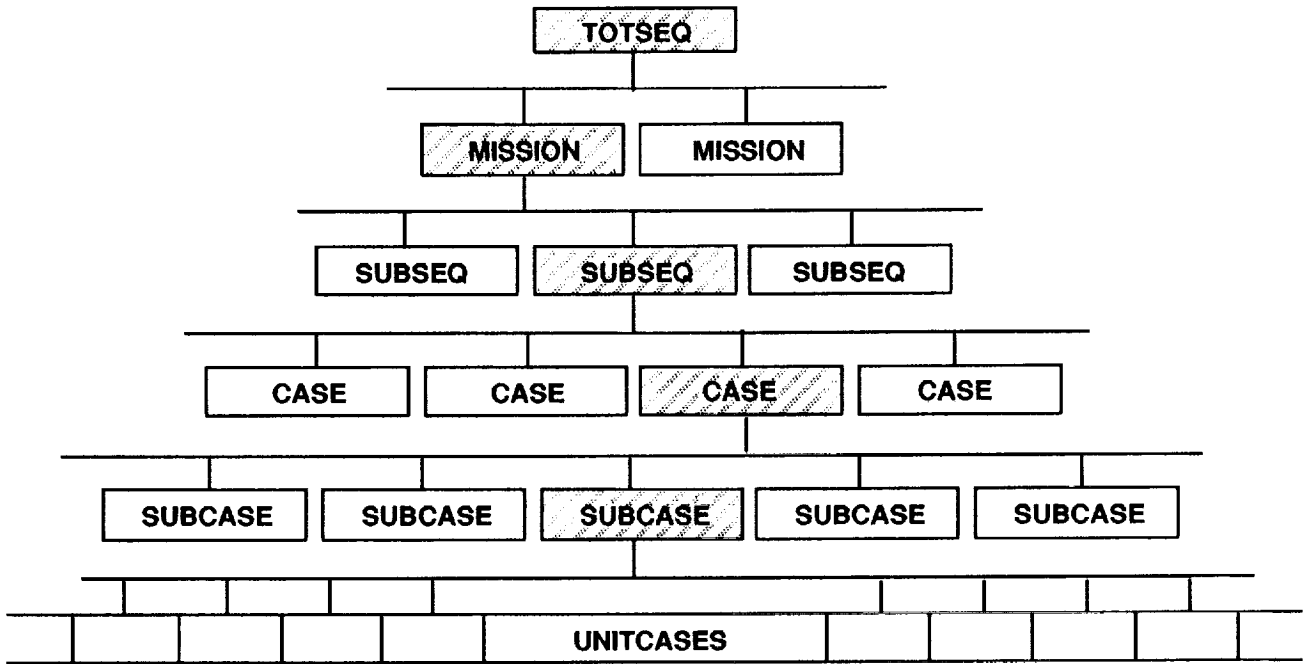 TOTSEQ
MISSION MISSION
SUBSEQ SUBSEQ SUBSEQ
CASE CASE CASE CASE
SUBCASE SUBCASE SUBCASE SUBCASE SUBCASE
UNITCASES